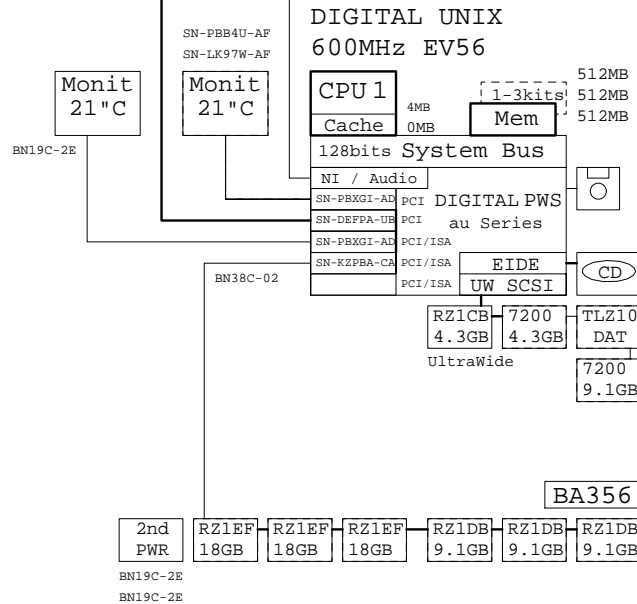 DIGITAL UNIX
600MHz EV56
SN-PBB4U-AF
SN-LK97W-AF
Monit
21"C
Monit
21"C
BN19C-2E
CPU 1
Cache
4MB
0MB
1-3kits
Mem
512MB
512MB
512MB
128bits System Bus
NI / Audio
SN-PBXGI-AD PCI
SN-DEFPA-UB PCI
SN-PBXGI-AD PCI/ISA
SN-KZPBA-CA PCI/ISA
PCI/ISA
DIGITAL PWS
au Series
EIDE
UW SCSI
CD
BN38C-02
RZ1CB
4.3GB
7200
4.3GB
TLZ10
DAT
UltraWide
7200
9.1GB
BA356
2nd
PWR
RZ1EF
18GB
RZ1EF
18GB
RZ1EF
18GB
RZ1DB
9.1GB
RZ1DB
9.1GB
RZ1DB
9.1GB
BN19C-2E
BN19C-2E